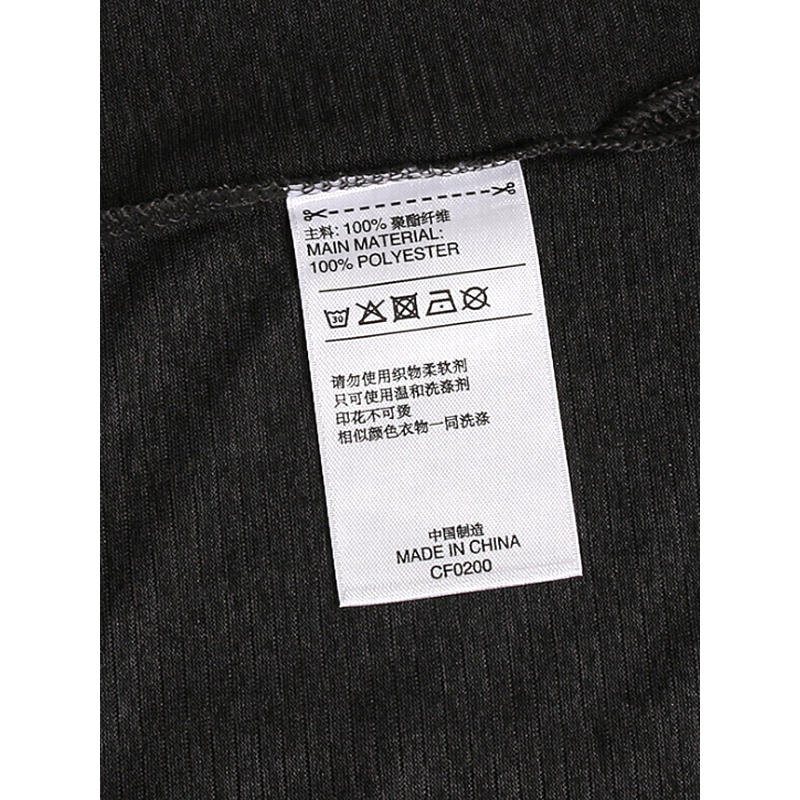 主料: 100% 聚酯纤维
MAIN MATERIAL:
100% POLYESTER
30
请勿使用织物柔软剂
只可使用温和洗涤剂
印花不可烫
相似颜色衣物一同洗涤
中国制造
MADE IN CHINA
CF0200